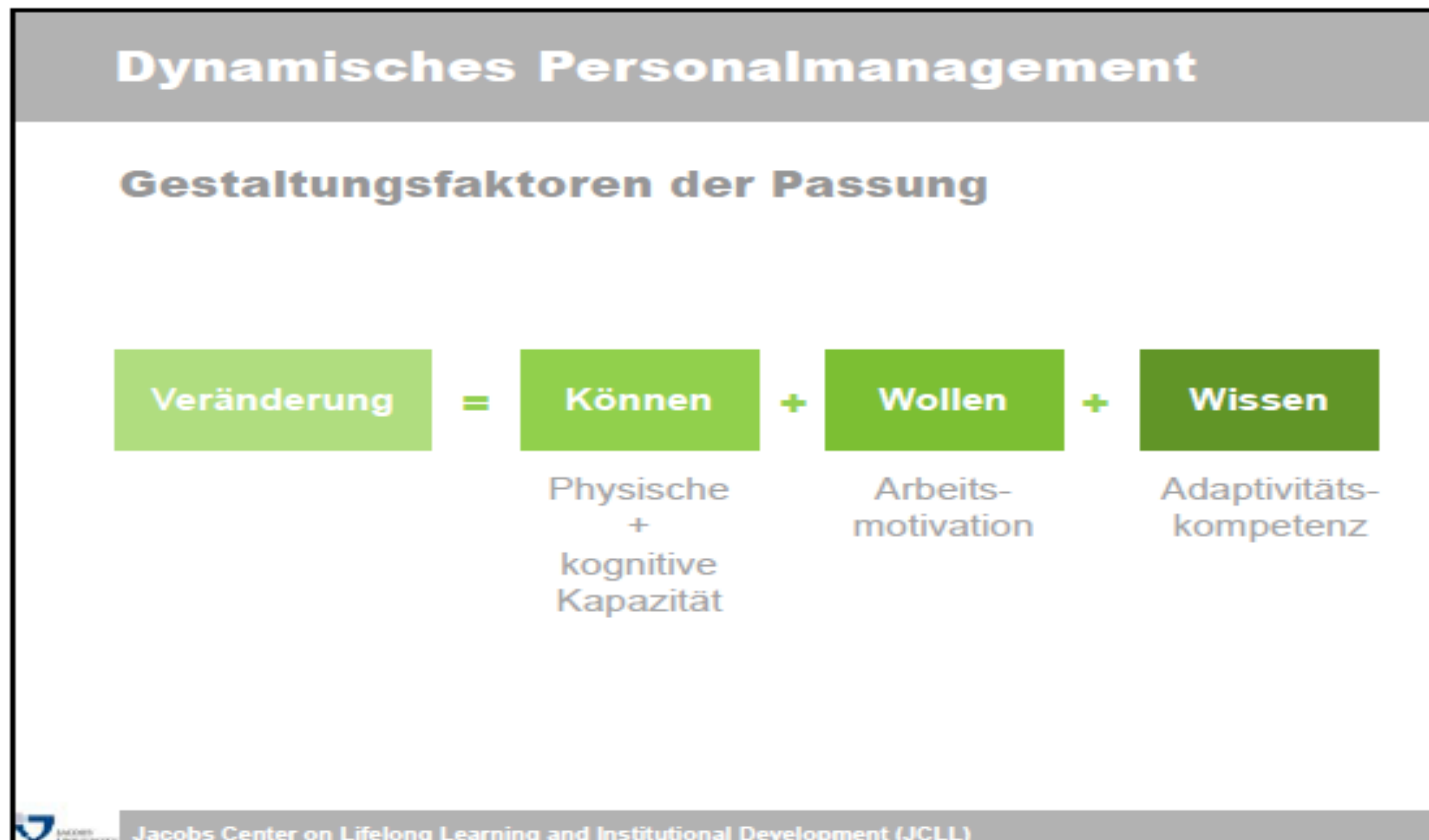 Dynamisches Personalmanagement
Gestaltungsfaktoren der Passung
Veränderung = Können + Wollen + Wissen
Physische
+
kognitive
Kapazität
Arbeits-
motivation
Adaptivitäts-
kompetenz
Jacobs Center on Lifelong Learning and Institutional Development (JCLL)